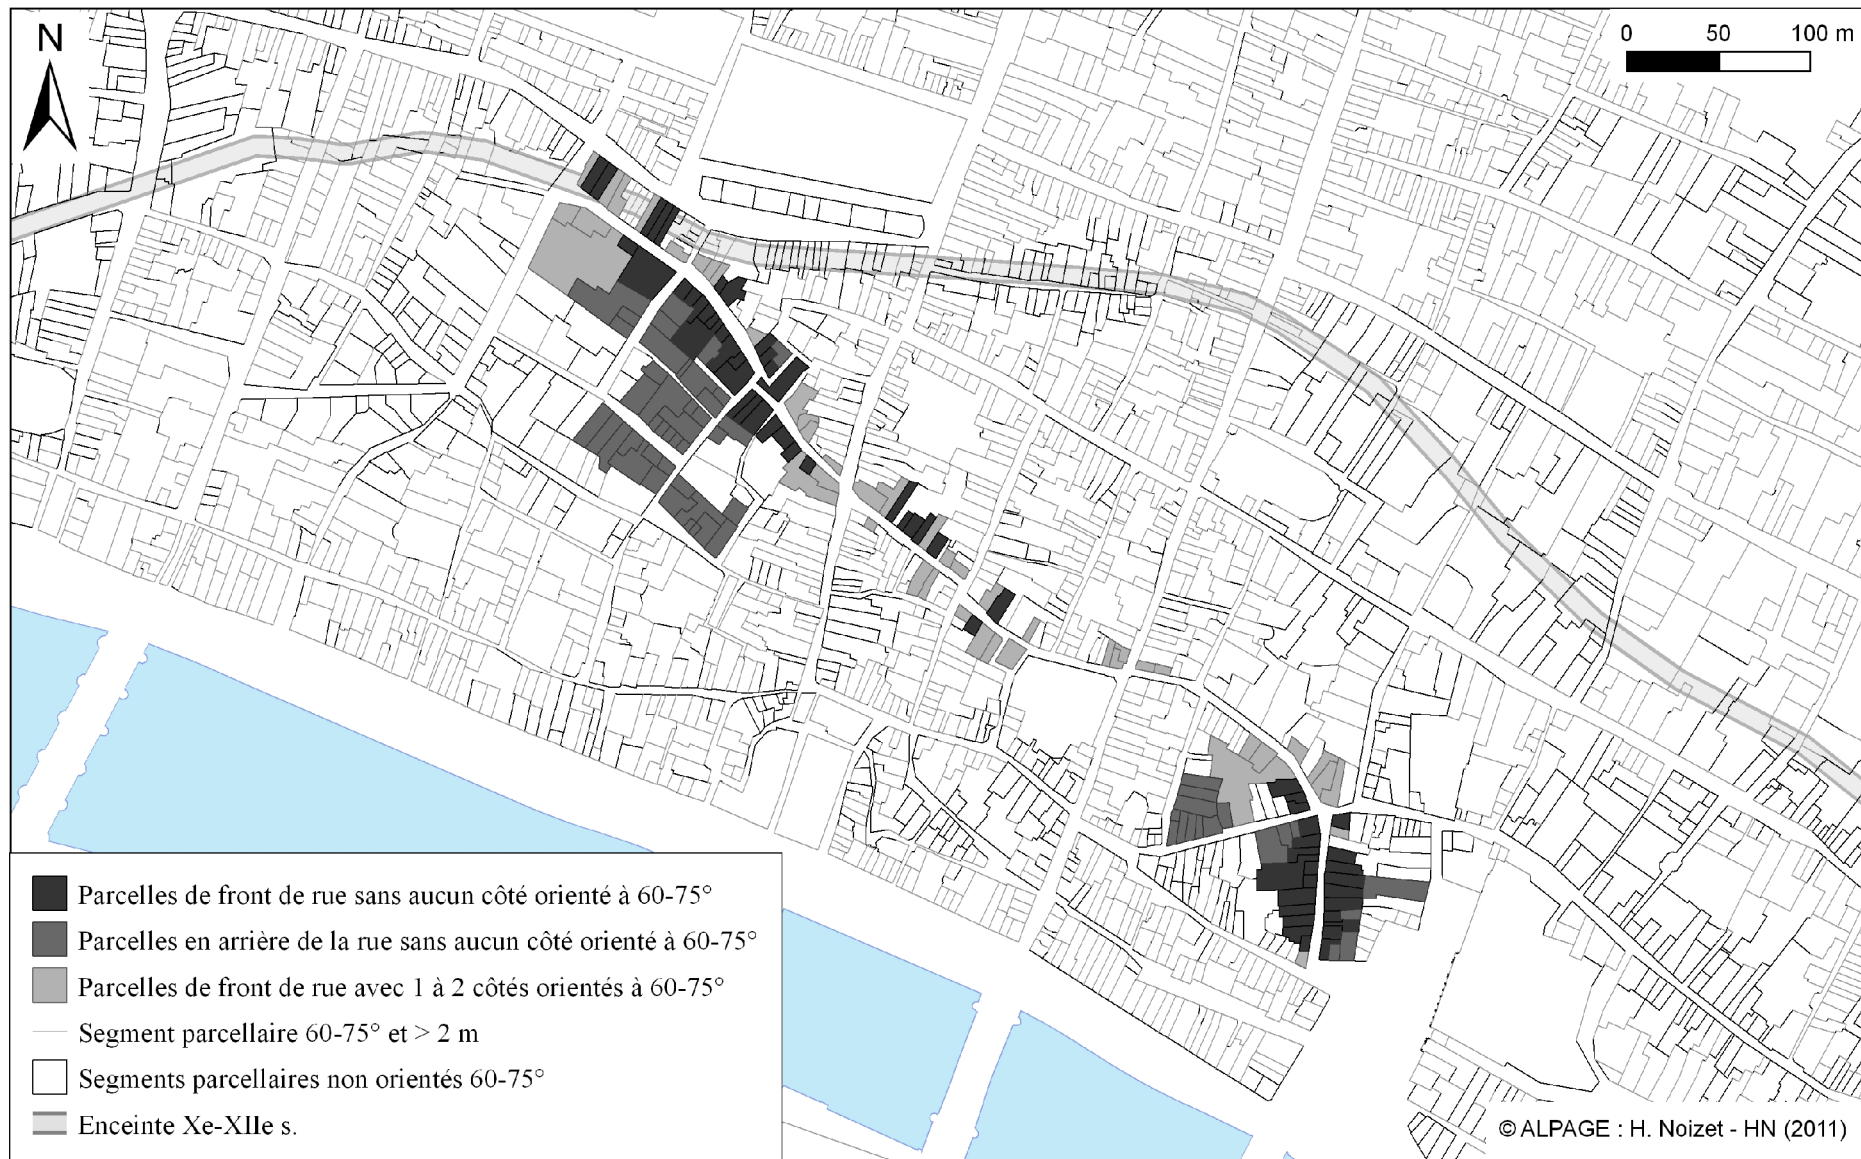 N
0 50 100 m
Parcelles de front de rue sans aucun côté orienté à 60-75°
Parcelles en arrière de la rue sans aucun côté orienté à 60-75°
Parcelles de front de rue avec 1 à 2 côtés orientés à 60-75°
Segment parcellaire 60-75° et > 2 m
Segments parcellaires non orientés 60-75°
Enceinte Xe-XIIe s.
© ALPAGE : H. Noizet - HN (2011)